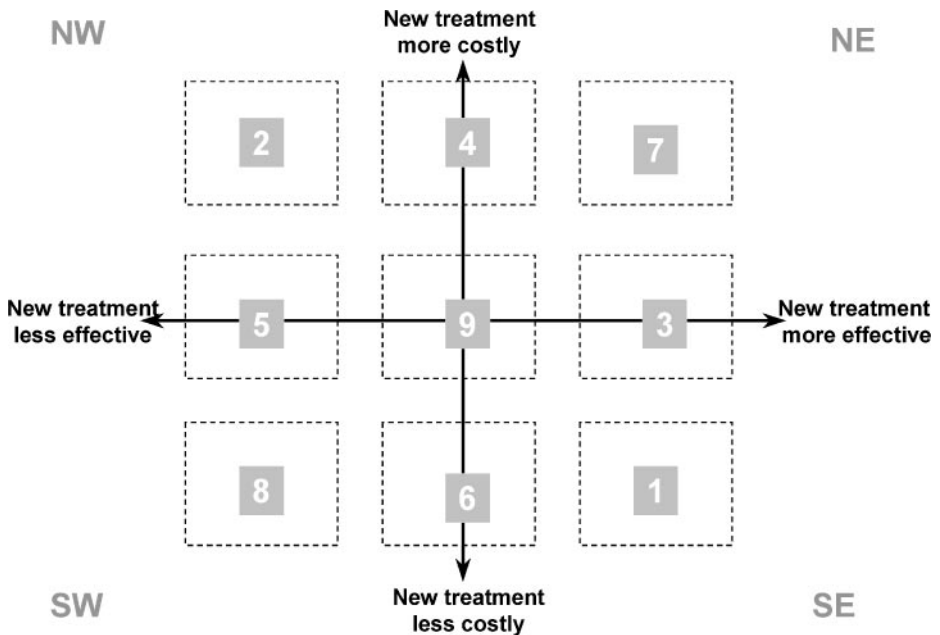 NW
New treatment
more costly
NE
2
4
7
New treatment
less effective
5
9
3
New treatment
more effective
8
6
1
SW
New treatment
less costly
SE